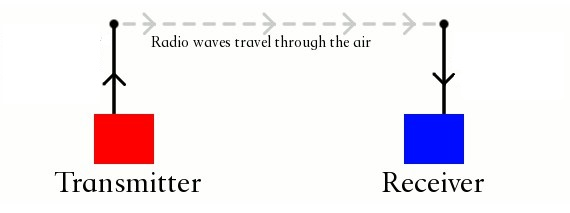 Radio waves travel through the air
Transmitter
Receiver